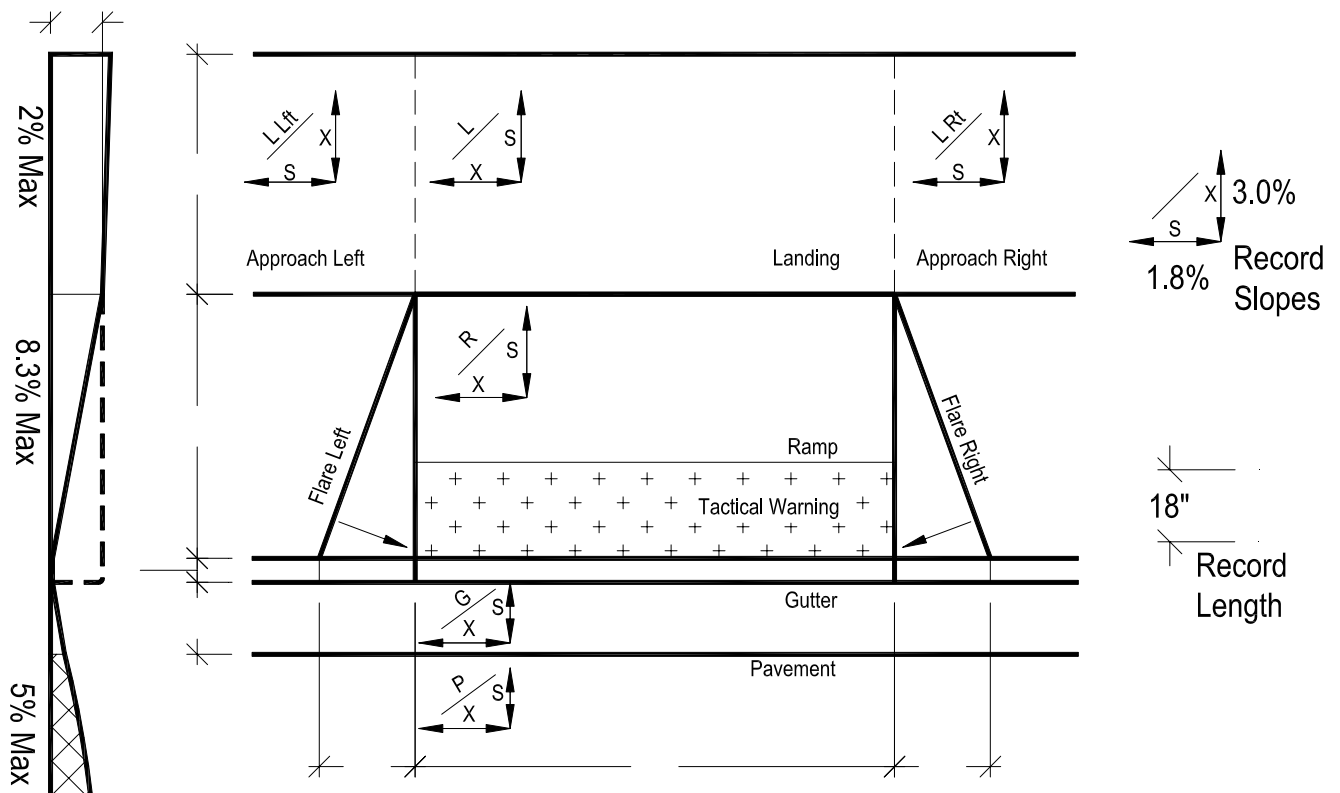 2% Max
8.3% Max
5% Max
L Lft
X
S
L
S
X
L Rt
X
S
Approach Left
Landing
Approach Right
R
S
X
Flare Left
Ramp
Tactical Warning
Flare Right
G
S
X
Gutter
Pavement
P
S
X
X 3.0%
S
1.8%
Record
Slopes
18"
Record
Length